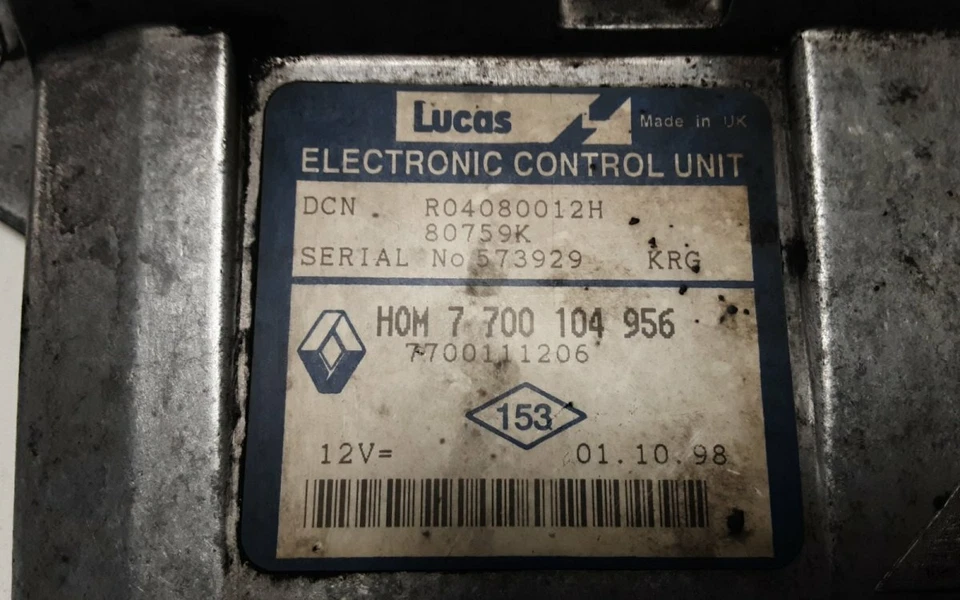 Lucas Made in UK
ELECTRONIC CONTROL UNIT
DCN R04080012H
80759K
SERIAL No 573929 KRG
HOM 7 700 104 956
7700111206
153
12V= 01.10.98